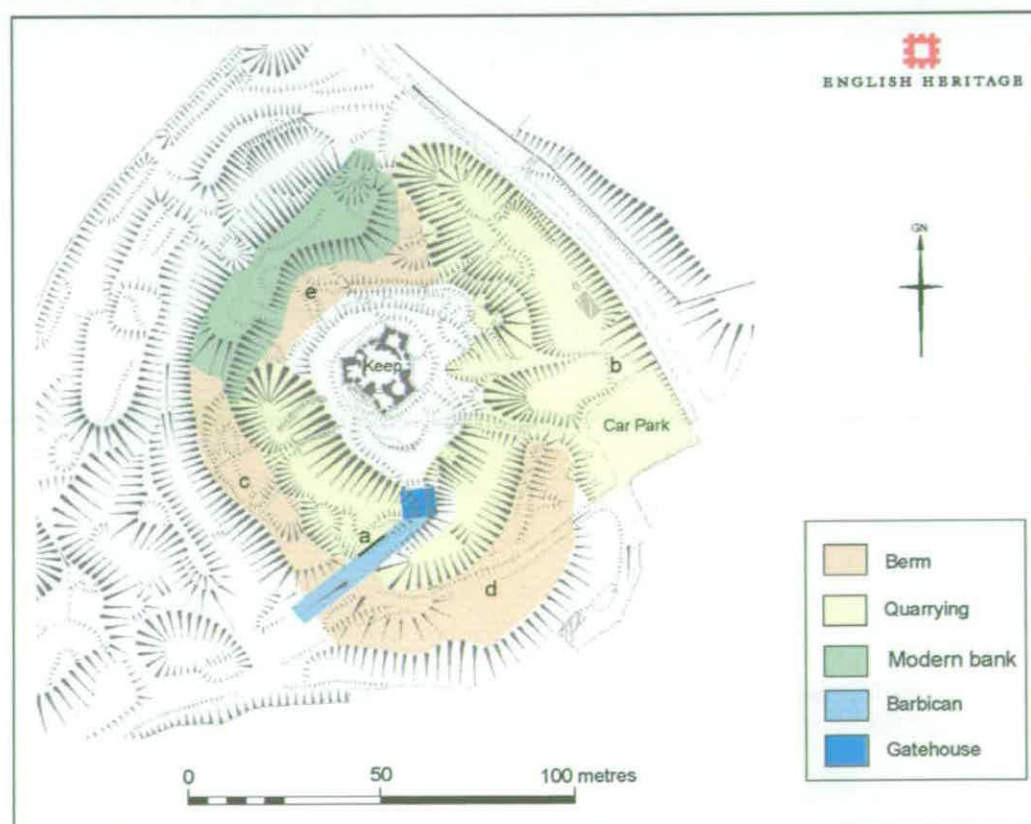 ENGLISH HERITAGE
GN
e
Keep
b
Car Park
c
a
d
Berm
Quarrying
Modern bank
Barbican
Gatehouse
0 50 100 metres